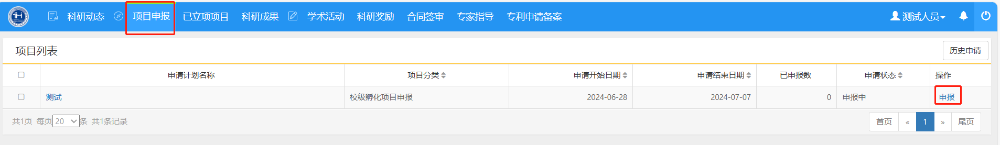 科研动态 项目申报 已立项项目 科研成果 学术活动 科研奖励 合同签审 专家指导 专利申请备案 测试人员
项目列表 历史申请
申请计划名称 项目分类 申请开始日期 申请结束日期 已申报数 申请状态 操作
测试 校级孵化项目申报 2024-06-28 2024-07-07 0 申报中 申报
共1页 每页 20 条 共1条记录 首页 « 1 » 尾页